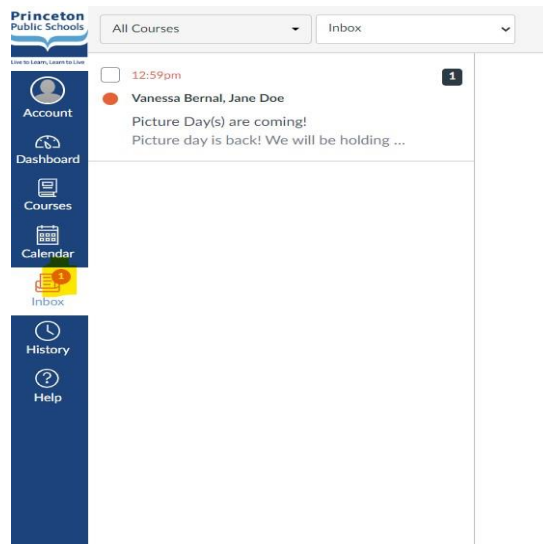 Princeton
Public Schools
Live to Learn, Learn to Live
Account
Dashboard
Courses
Calendar
1
Inbox
History
Help
All Courses
Inbox
12:59pm
1
Vanessa Bernal, Jane Doe
Picture Day(s) are coming!
Picture day is back! We will be holding ...